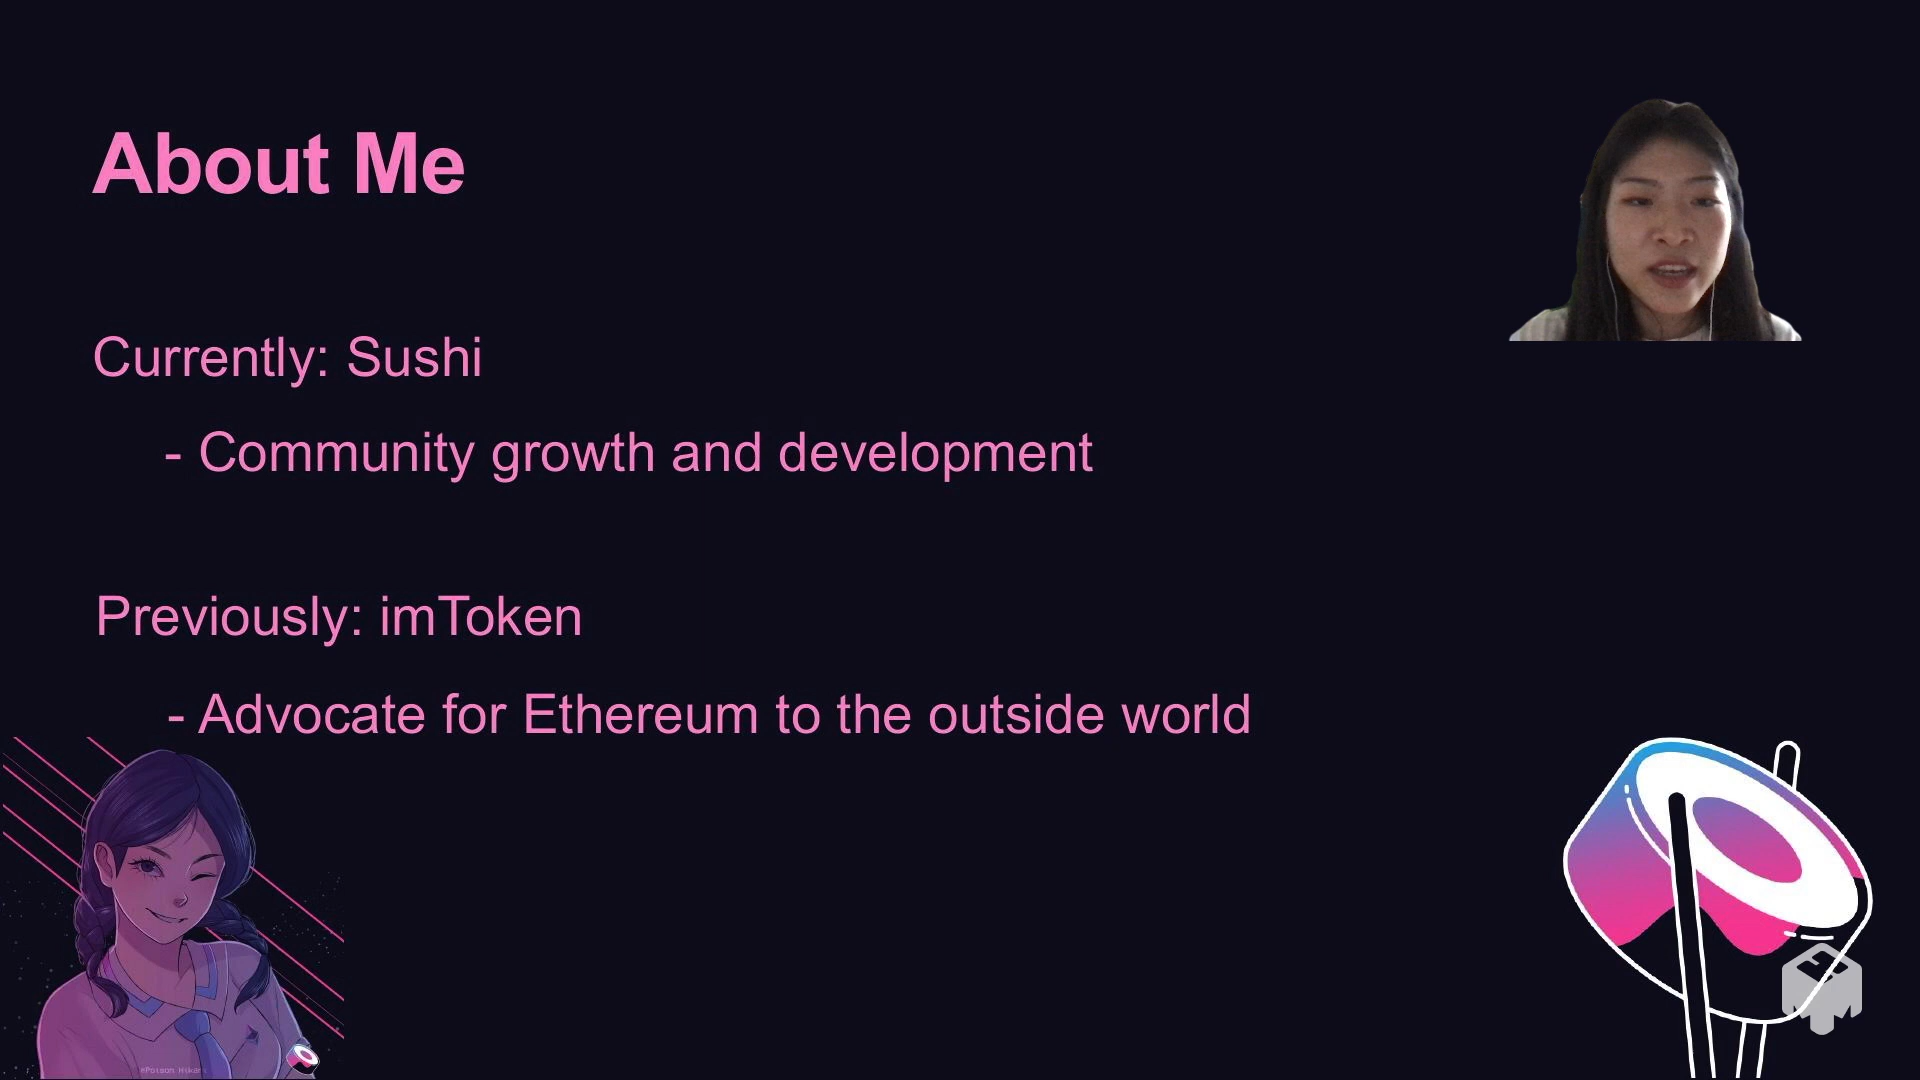 About Me
Currently: Sushi
- Community growth and development
Previously: imToken
- Advocate for Ethereum to the outside world